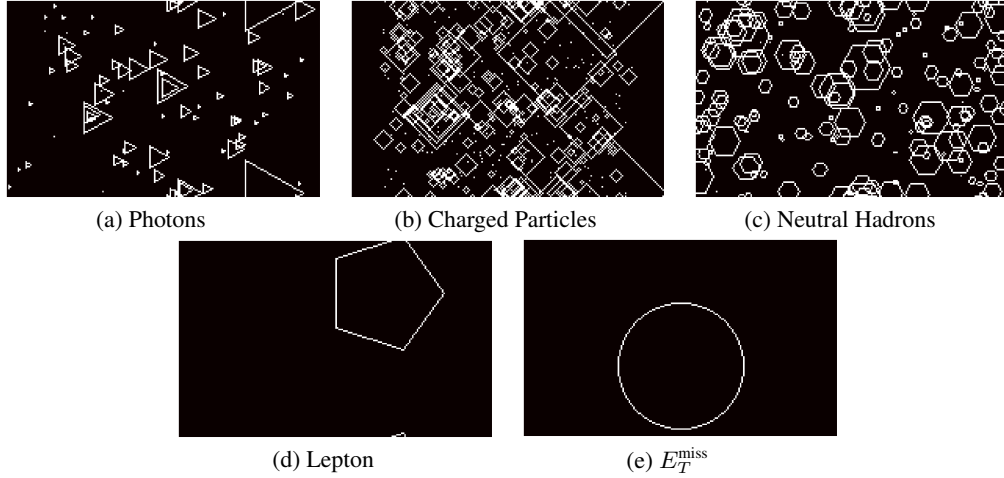 (a) Photons
(b) Charged Particles
(c) Neutral Hadrons
(d) Lepton
(e) $E_T^{\text{miss}}$